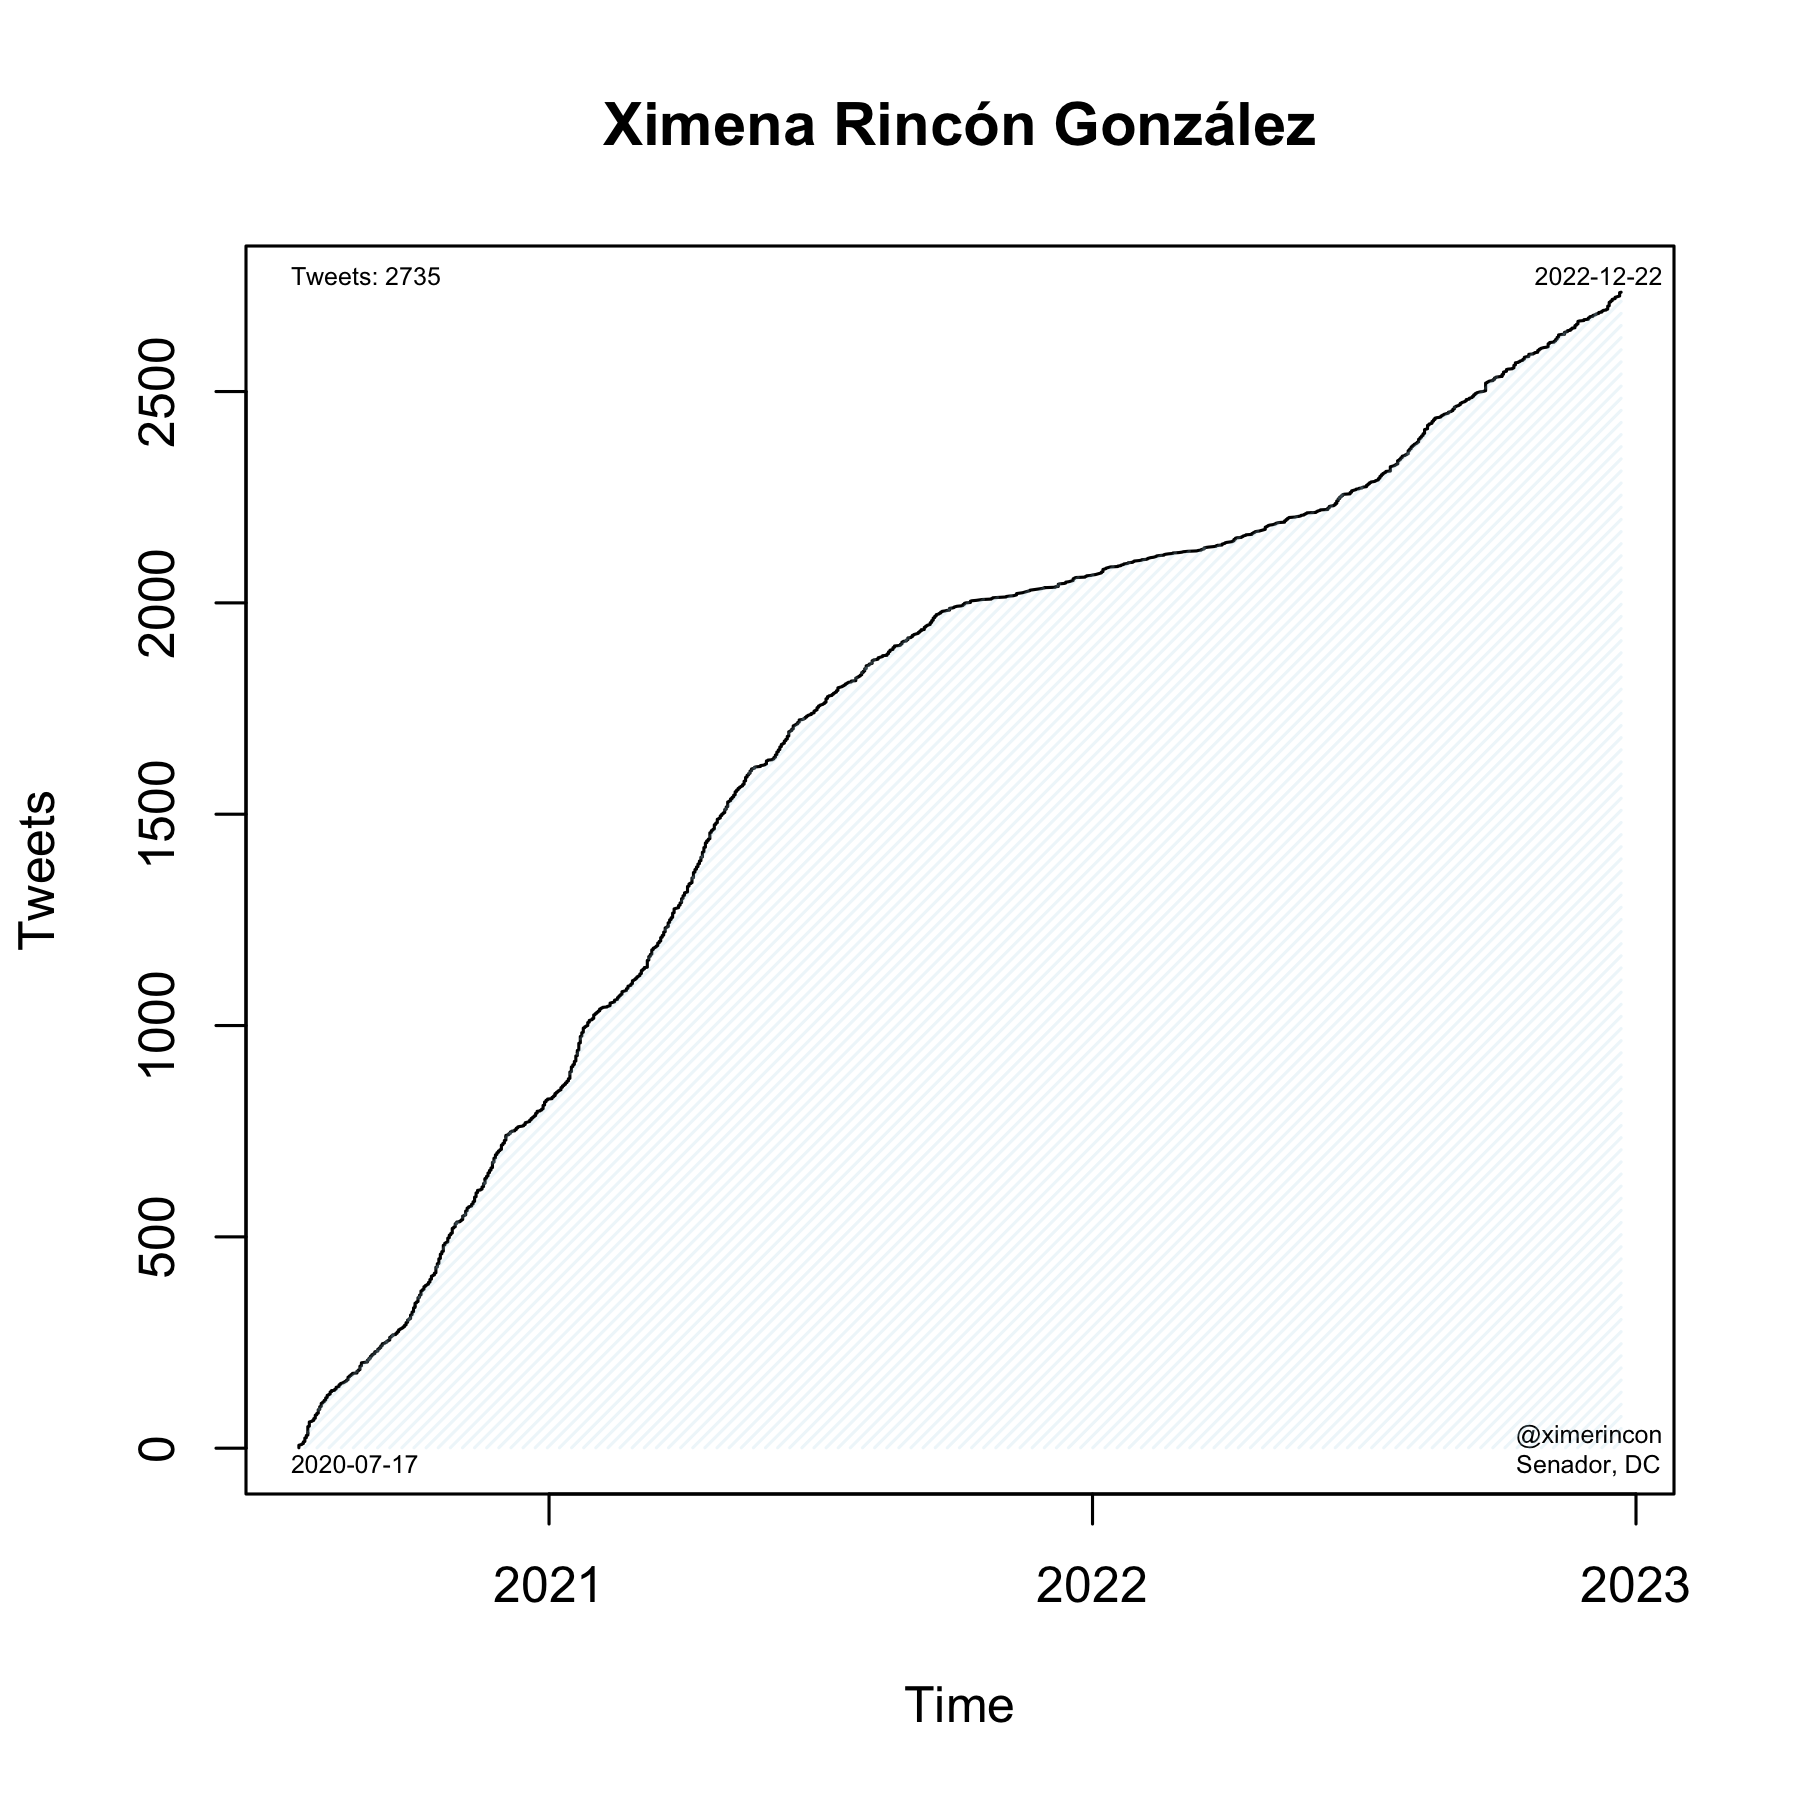 Ximena Rincón González
Tweets: 2735
2022-12-22
2500
2000
1500
1000
500
0
Tweets
@ximerincon
Senador, DC
2020-07-17
2021
2022
2023
Time